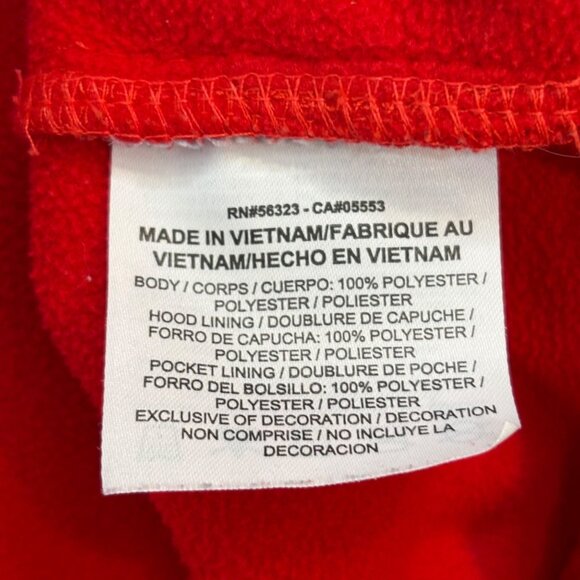 RN#56323 - CA#05553
MADE IN VIETNAM/FABRIQUE AU
VIETNAM/HECHO EN VIETNAM
BODY / CORPS / CUERPO: 100% POLYESTER /
POLYESTER / POLIESTER
HOOD LINING / DOUBLURE DE CAPUCHE /
FORRO DE CAPUCHA: 100% POLYESTER /
POLYESTER / POLIESTER
POCKET LINING / DOUBLURE DE POCHE /
FORRO DEL BOLSILLO: 100% POLYESTER /
POLYESTER / POLIESTER
EXCLUSIVE OF DECORATION / DECORATION
NON COMPRISE / NO INCLUYE LA
DECORACION